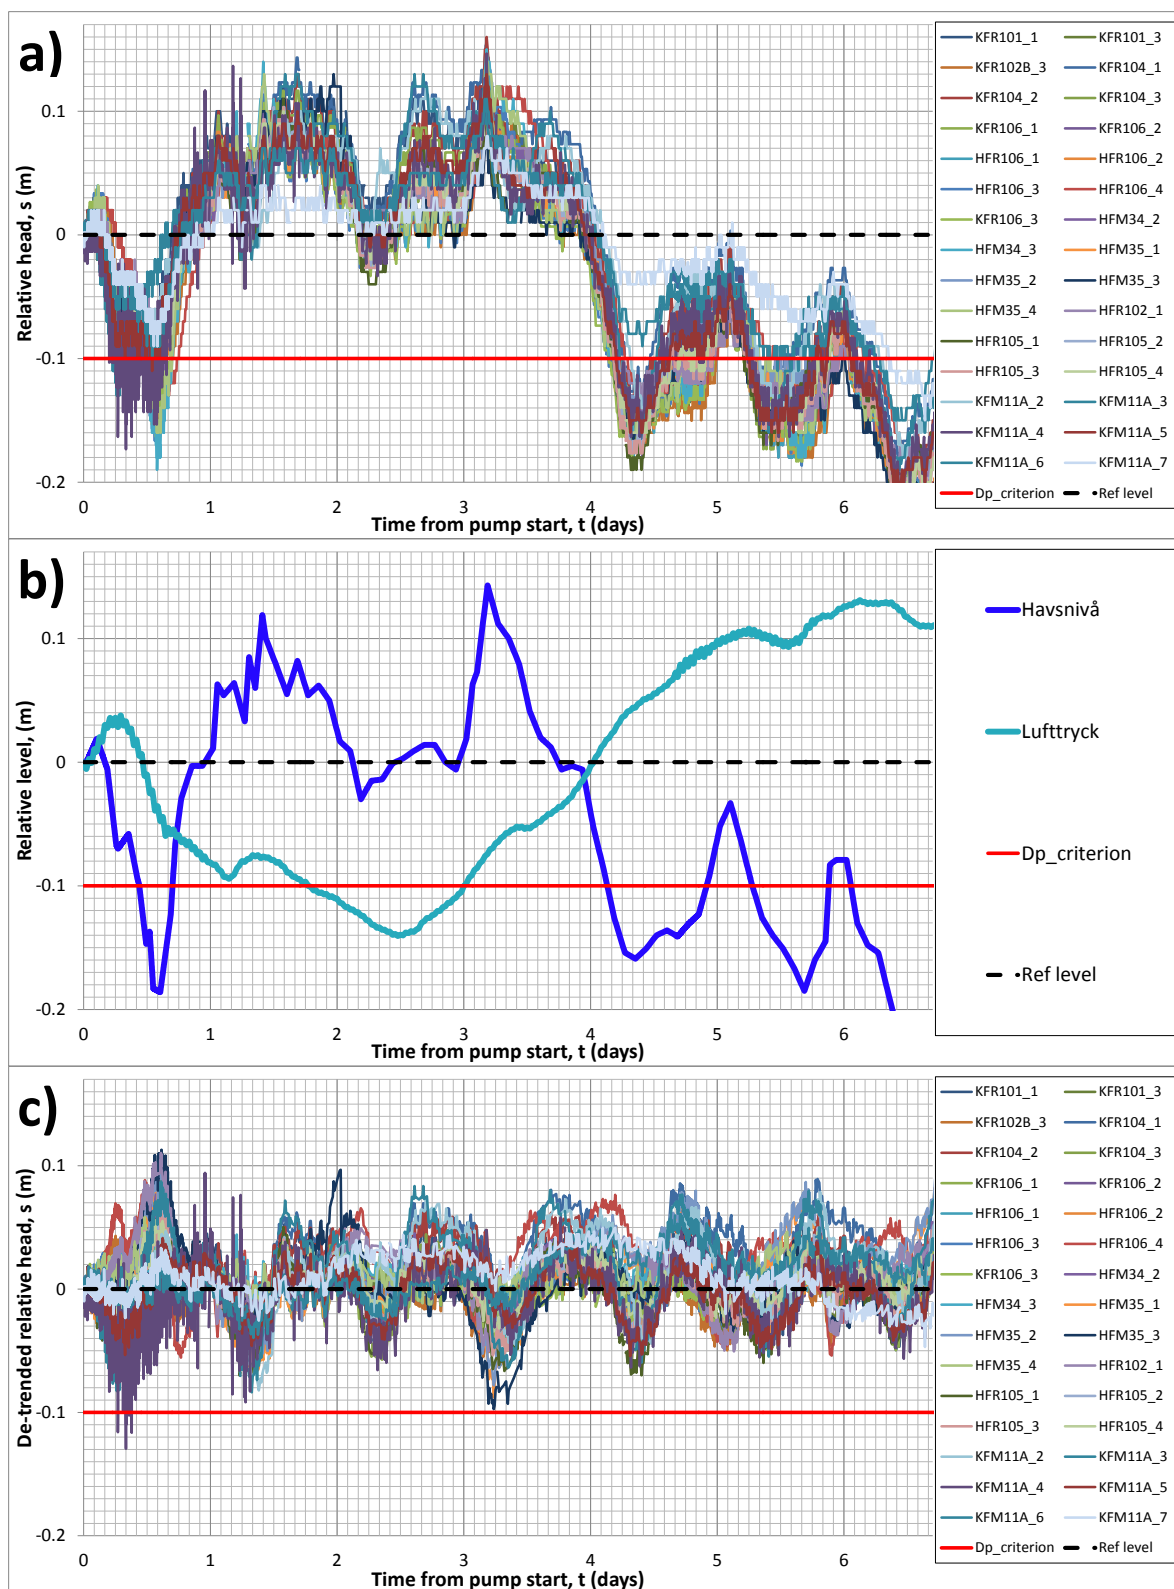 a)
Relative head, s (m)
0.1
0
-0.1
-0.2
0 1 2 3 4 5 6
Time from pump start, t (days)
KFR101_1 KFR101_3
KFR102B_3 KFR104_1
KFR104_2 KFR104_3
KFR106_1 KFR106_2
HFR106_1 HFR106_2
HFR106_3 HFR106_4
KFR106_3 HFM34_2
HFM34_3 HFM35_1
HFM35_2 HFM35_3
HFM35_4 HFR102_1
HFR105_1 HFR105_2
HFR105_3 HFR105_4
KFM11A_2 KFM11A_3
KFM11A_4 KFM11A_5
KFM11A_6 KFM11A_7
Dp_criterion Ref level
b)
Relative level, (m)
0.1
0
-0.1
-0.2
0 1 2 3 4 5 6
Time from pump start, t (days)
Havsnivå
Lufttryck
Dp_criterion
Ref level
c)
De-trended relative head, s (m)
0.1
0
-0.1
-0.2
0 1 2 3 4 5 6
Time from pump start, t (days)
KFR101_1 KFR101_3
KFR102B_3 KFR104_1
KFR104_2 KFR104_3
KFR106_1 KFR106_2
HFR106_1 HFR106_2
HFR106_3 HFR106_4
KFR106_3 HFM34_2
HFM34_3 HFM35_1
HFM35_2 HFM35_3
HFM35_4 HFR102_1
HFR105_1 HFR105_2
HFR105_3 HFR105_4
KFM11A_2 KFM11A_3
KFM11A_4 KFM11A_5
KFM11A_6 KFM11A_7
Dp_criterion Ref level